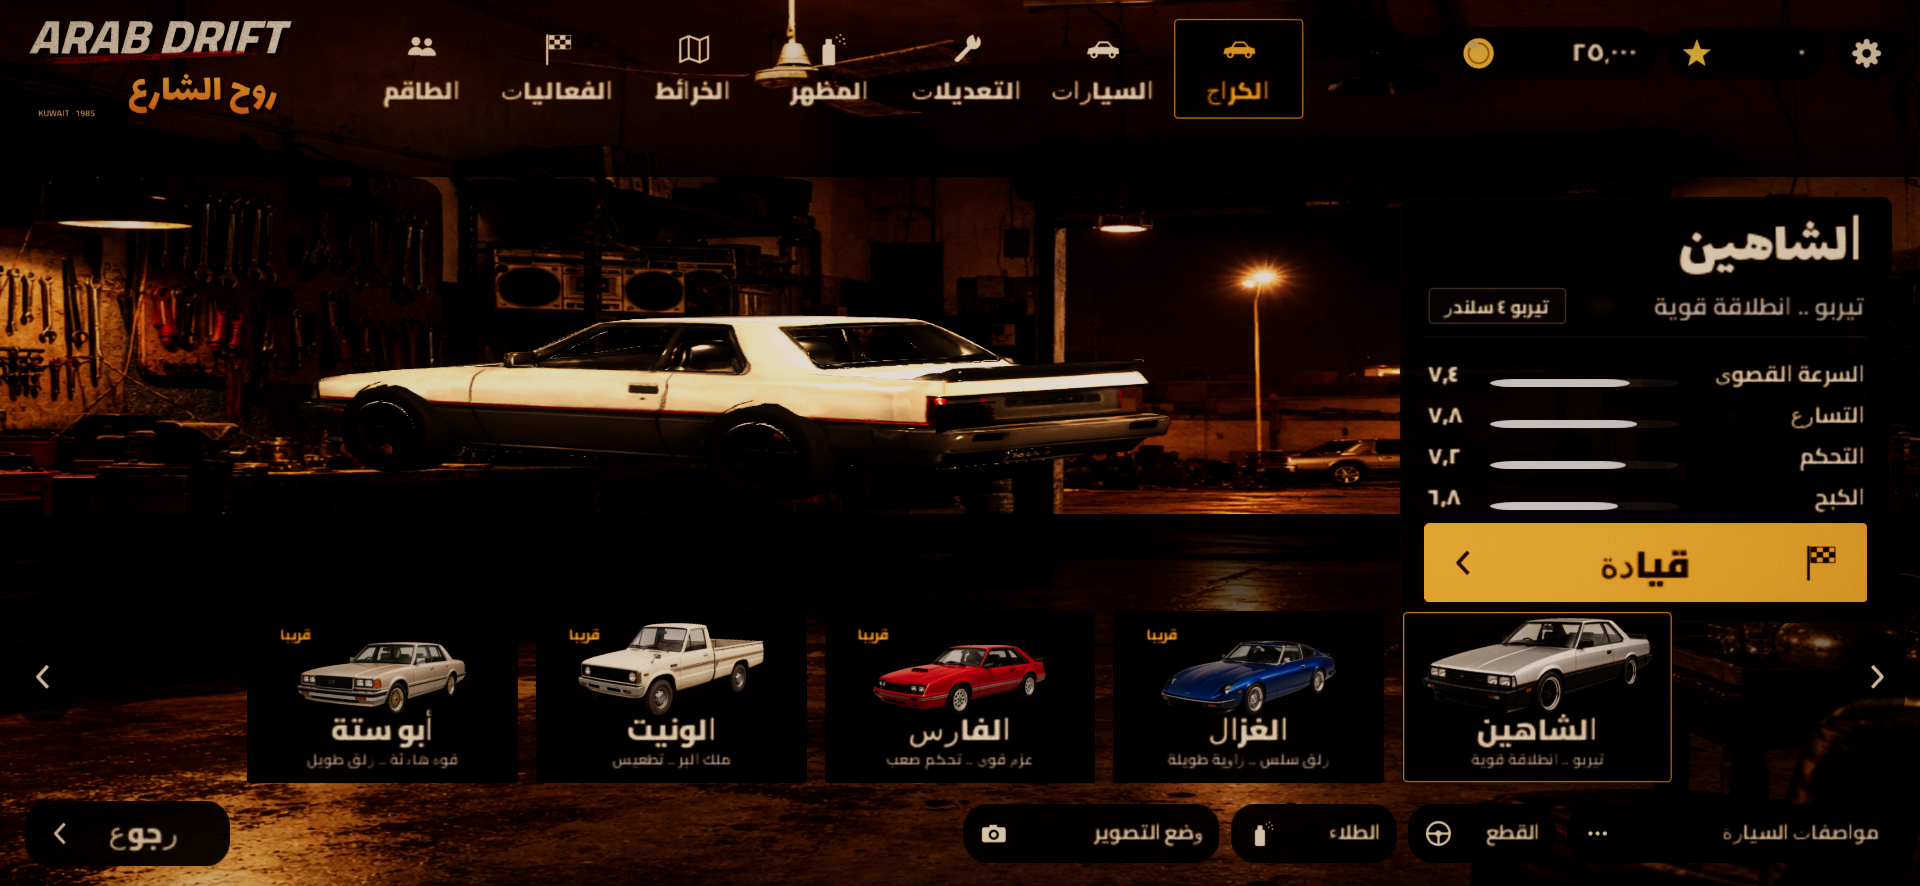 ARAB DRIFT
روح الشارع
KUWAIT · 1985
الكراج
السيارات
التعديلات
المظهر
الخرائط
الفعاليات
الطاقم
٢٥,٠٠٠
٠
الشاهين
تيربو .. انطلاقة قوية
تيربو ٤ سلندر
السرعة القصوى ٧,٤
التسارع ٧,٨
التحكم ٧,٢
الكبح ٦,٨
قيادة
الشاهين
تيربو .. انطلاقة قوية
قريبا
الغزال
زلق سلس .. زاوية طويلة
قريبا
الفارس
عزم قوي .. تحكم صعب
قريبا
الونيت
ملك البر .. تطعيس
قريبا
أبو ستة
قوة هادئة .. زلق طويل
مواصفات السيارة
القطع
الطلاء
وضع التصوير
رجوع